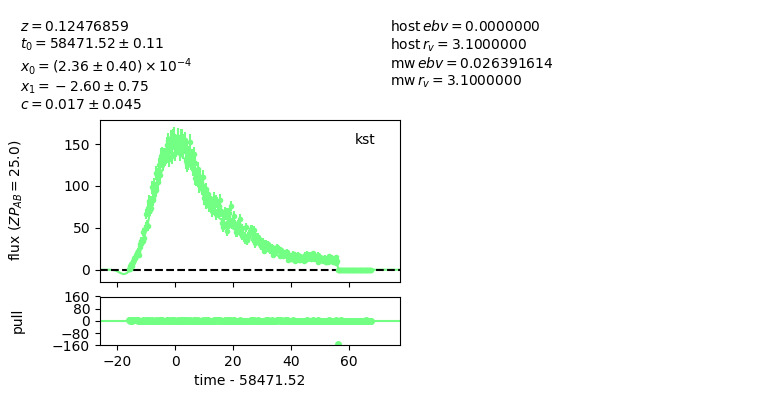 z = 0.12476859
t₀ = 58471.52 ± 0.11
x₀ = (2.36 ± 0.40) × 10⁻⁴
x₁ = −2.60 ± 0.75
c = 0.017 ± 0.045
host ebv = 0.0000000
host r_v = 3.1000000
mw ebv = 0.026391614
mw r_v = 3.1000000
kst
flux (ZP_AB = 25.0)
150
100
50
0
pull
160
80
0
−80
−160
−20 0 20 40 60
time - 58471.52